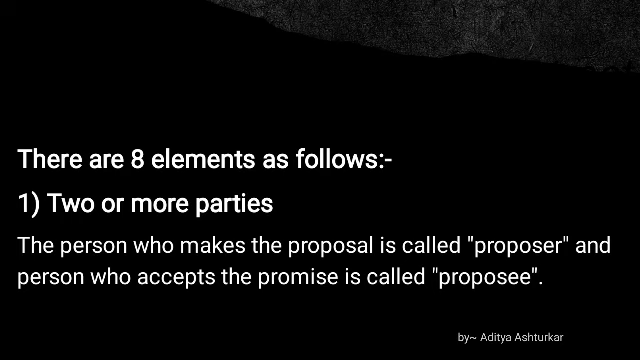 There are 8 elements as follows:-
1) Two or more parties
The person who makes the proposal is called "proposer" and
person who accepts the promise is called "proposee".
by~ Aditya Ashturkar